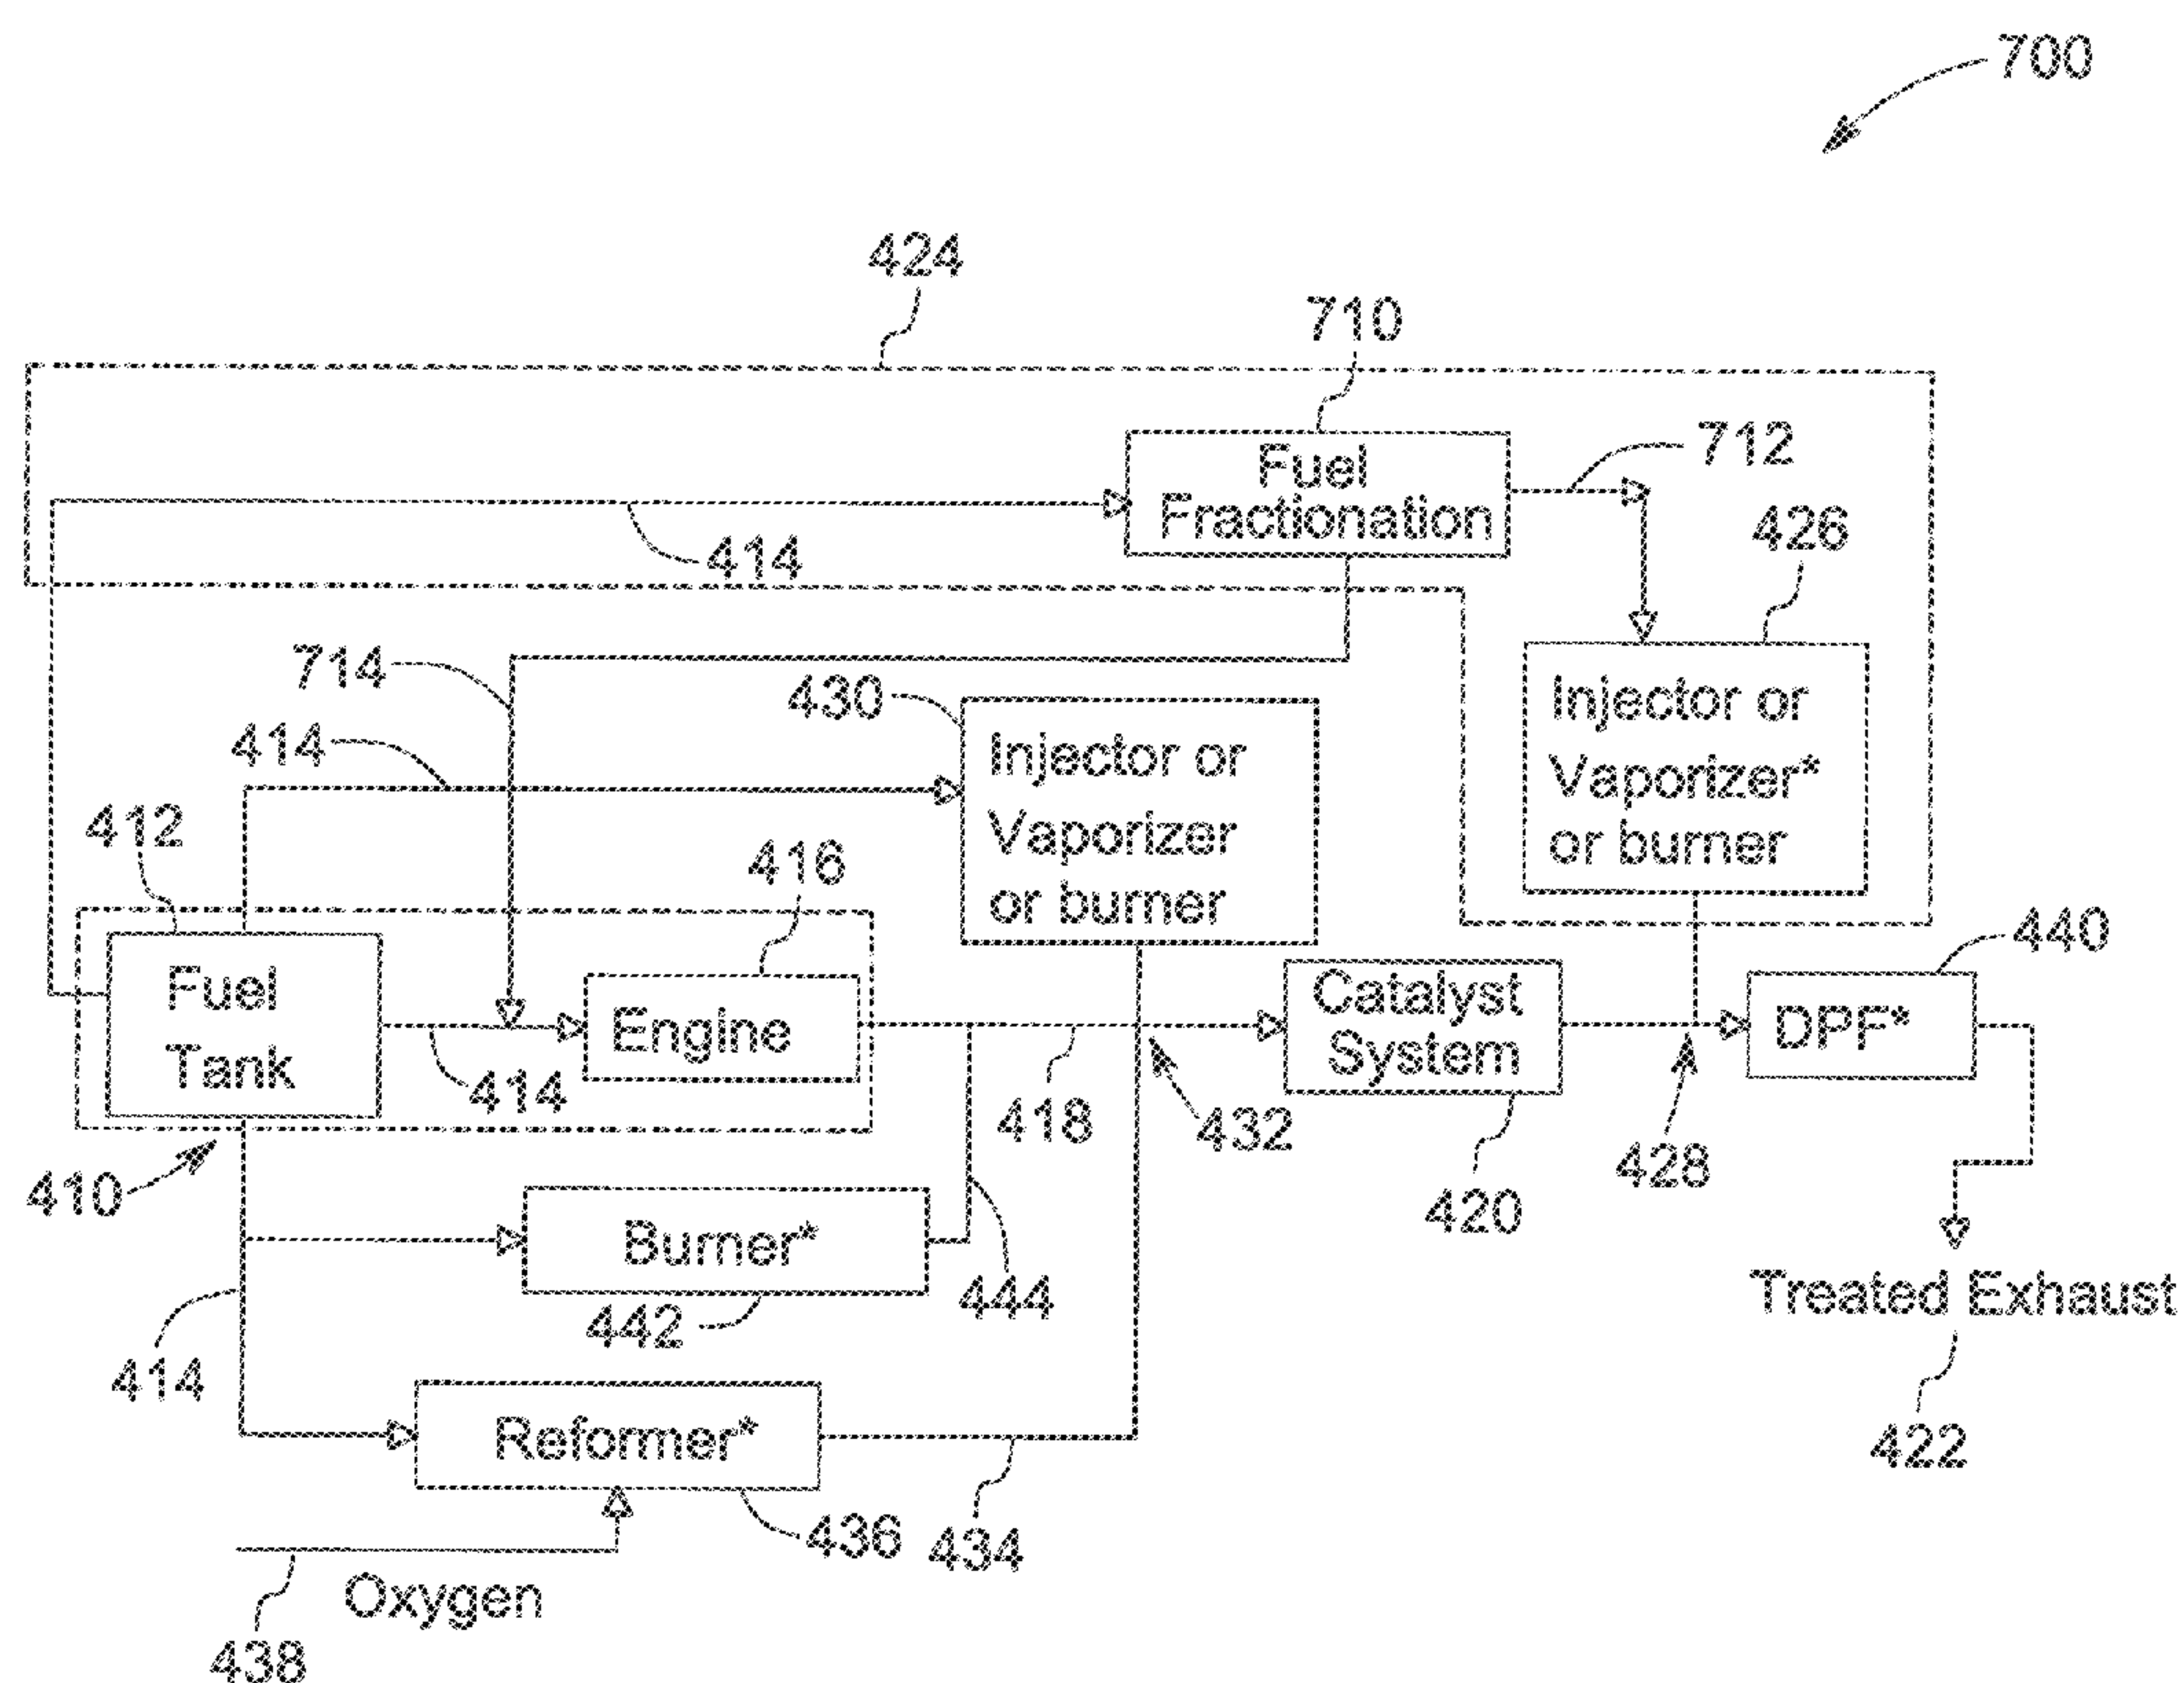 700
424
710
Fuel
Fractionation
712
426
414
714
430
Injector or
Vaporizer*
or burner
414
Injector or
Vaporizer
or burner
412
416
440
Fuel
Tank
Engine
Catalyst
System
DPF*
414
418
432
428
410
420
Burner*
444
442
Treated Exhaust
414
422
Reformer*
436
434
Oxygen
438